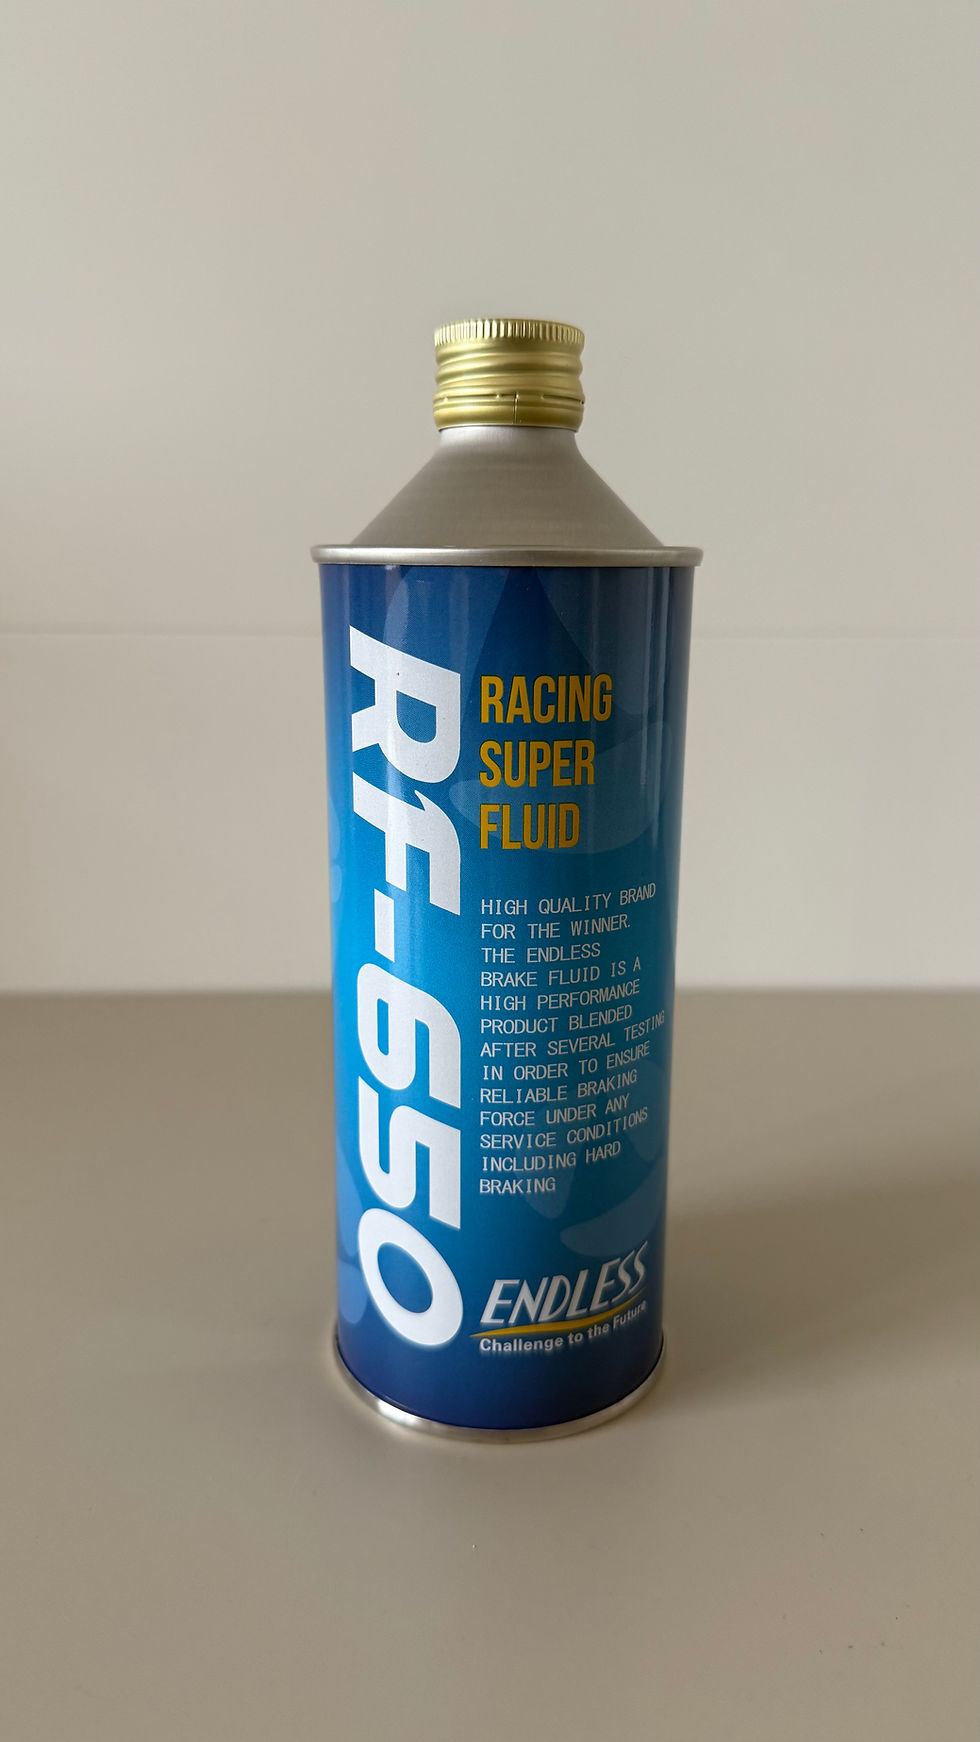 RF-650
RACING
SUPER
FLUID
HIGH QUALITY BRAND
FOR THE WINNER.
THE ENDLESS
BRAKE FLUID IS A
HIGH PERFORMANCE
PRODUCT BLENDED
AFTER SEVERAL TESTING
IN ORDER TO ENSURE
RELIABLE BRAKING
FORCE UNDER ANY
SERVICE CONDITIONS
INCLUDING HARD
BRAKING
ENDLESS
Challenge to the Future